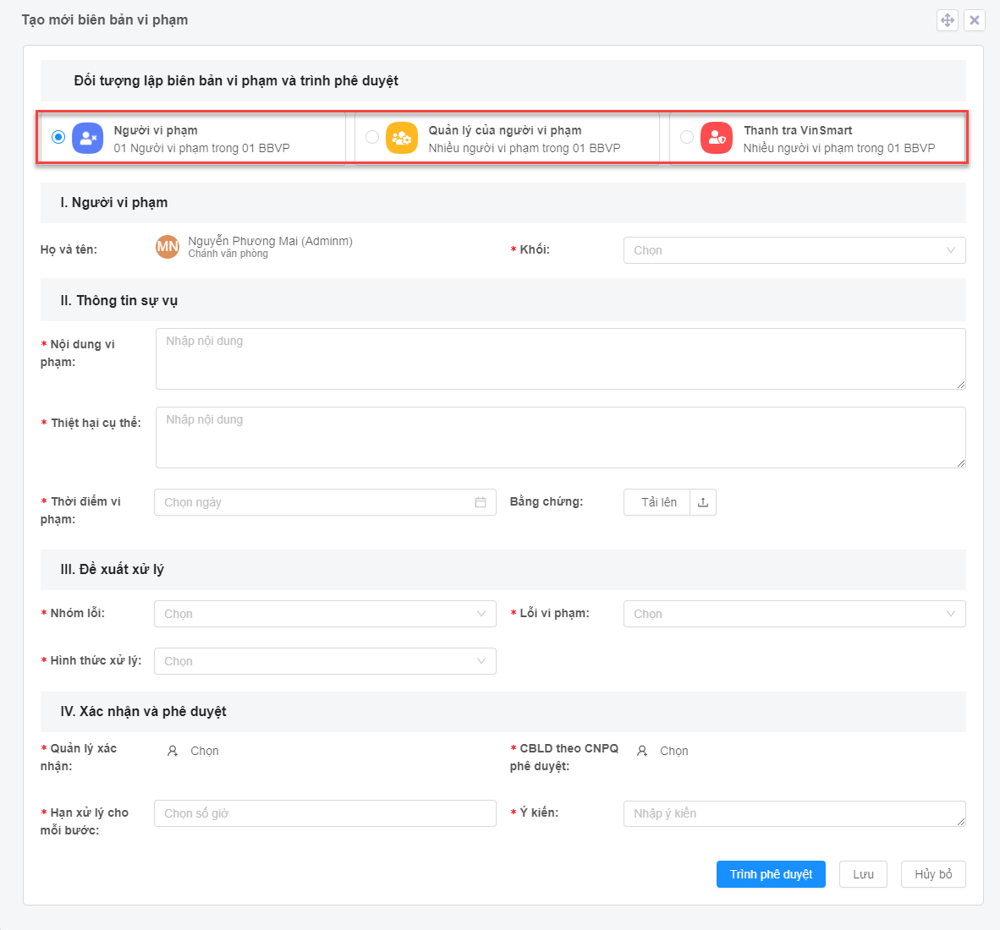 Tạo mới biên bản vi phạm
Đối tượng lập biên bản vi phạm và trình phê duyệt
Người vi phạm
01 Người vi phạm trong 01 BBVP
Quản lý của người vi phạm
Nhiều người vi phạm trong 01 BBVP
Thanh tra VinSmart
Nhiều người vi phạm trong 01 BBVP
I. Người vi phạm
Họ và tên:
MN
Nguyễn Phương Mai (Adminm)
Chánh văn phòng
* Khối:
Chọn
II. Thông tin sự vụ
* Nội dung vi
phạm:
Nhập nội dung
* Thiệt hại cụ thể:
Nhập nội dung
* Thời điểm vi
phạm:
Chọn ngày
Bằng chứng:
Tải lên
III. Đề xuất xử lý
* Nhóm lỗi:
Chọn
* Lỗi vi phạm:
Chọn
* Hình thức xử lý:
Chọn
IV. Xác nhận và phê duyệt
* Quản lý xác
nhận:
Chọn
* CBLD theo CNPQ
phê duyệt:
Chọn
* Hạn xử lý cho
mỗi bước:
Chọn số giờ
* Ý kiến:
Nhập ý kiến
Trình phê duyệt
Lưu
Hủy bỏ